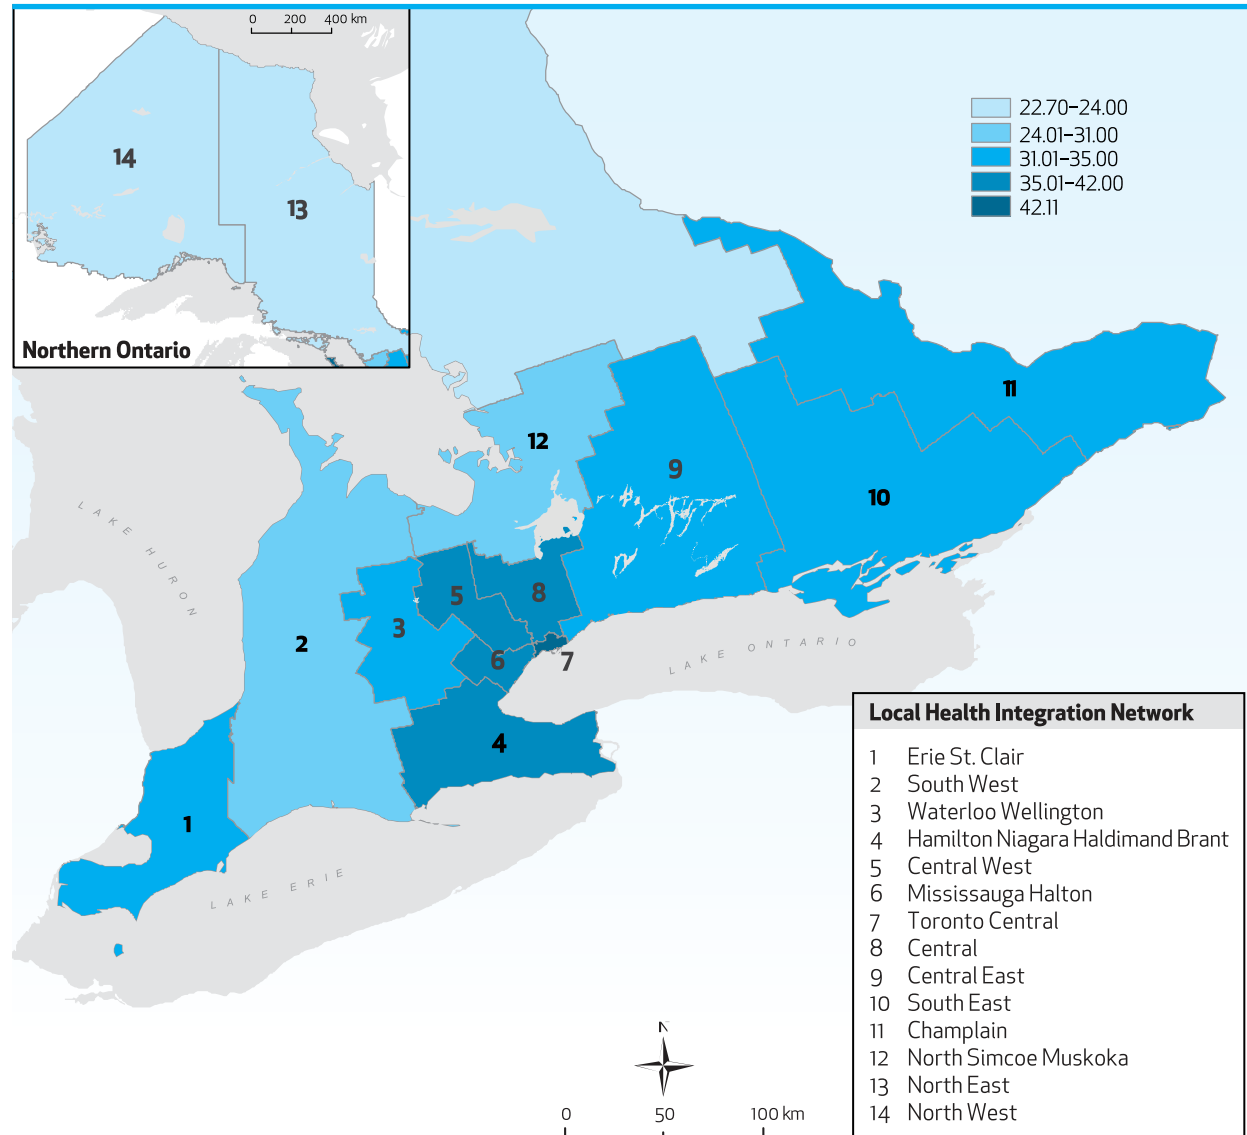 0 200 400 km
14
13
Northern Ontario
22.70–24.00
24.01–31.00
31.01–35.00
35.01–42.00
42.11
11
12
9
10
LAKE HURON
5
8
3
2
6
7
LAKE ONTARIO
4
1
LAKE ERIE
Local Health Integration Network
1 Erie St. Clair
2 South West
3 Waterloo Wellington
4 Hamilton Niagara Haldimand Brant
5 Central West
6 Mississauga Halton
7 Toronto Central
8 Central
9 Central East
10 South East
11 Champlain
12 North Simcoe Muskoka
13 North East
14 North West
N
0 50 100 km